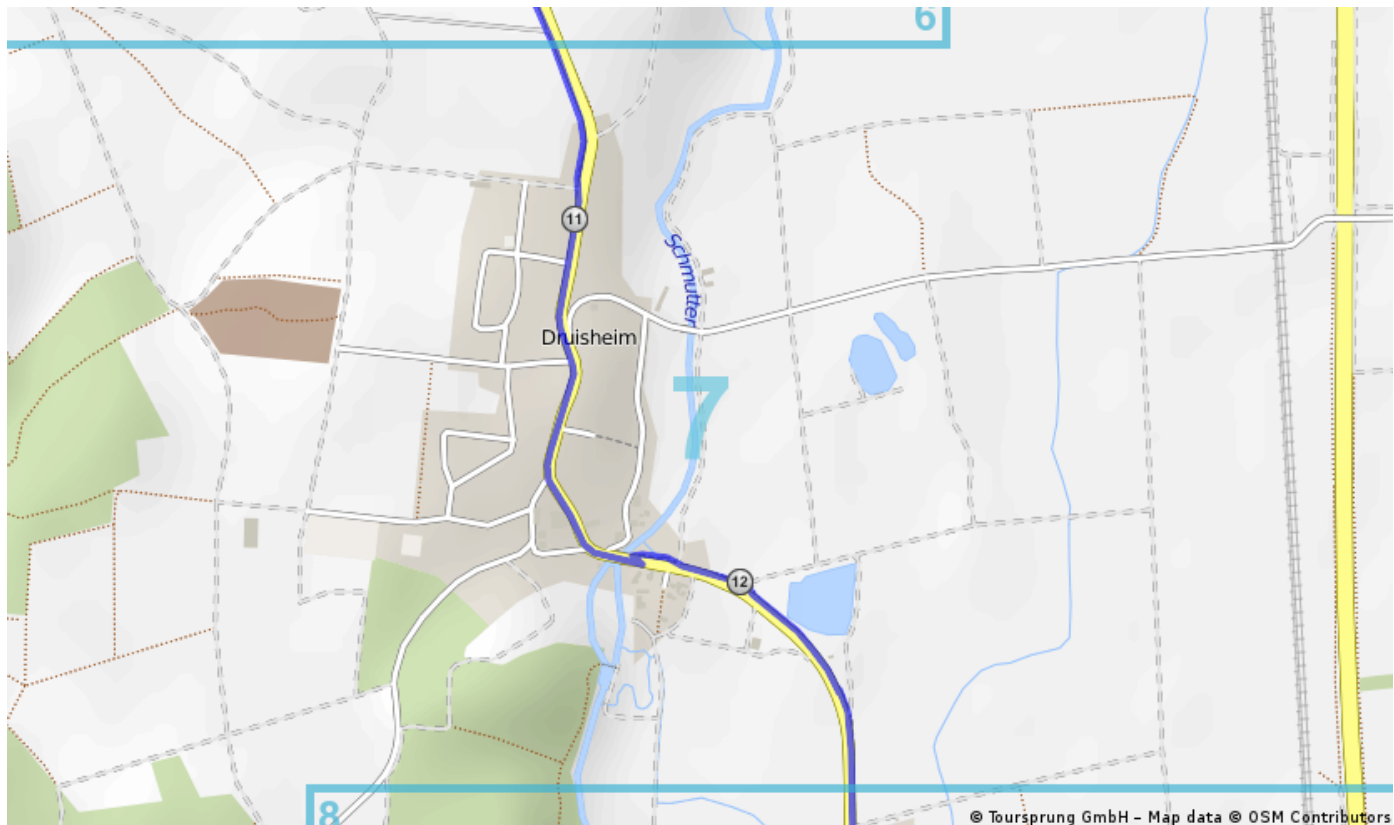 6
11
Schmutter
Druisheim
7
12
8
© Toursprung GmbH – Map data © OSM Contributors